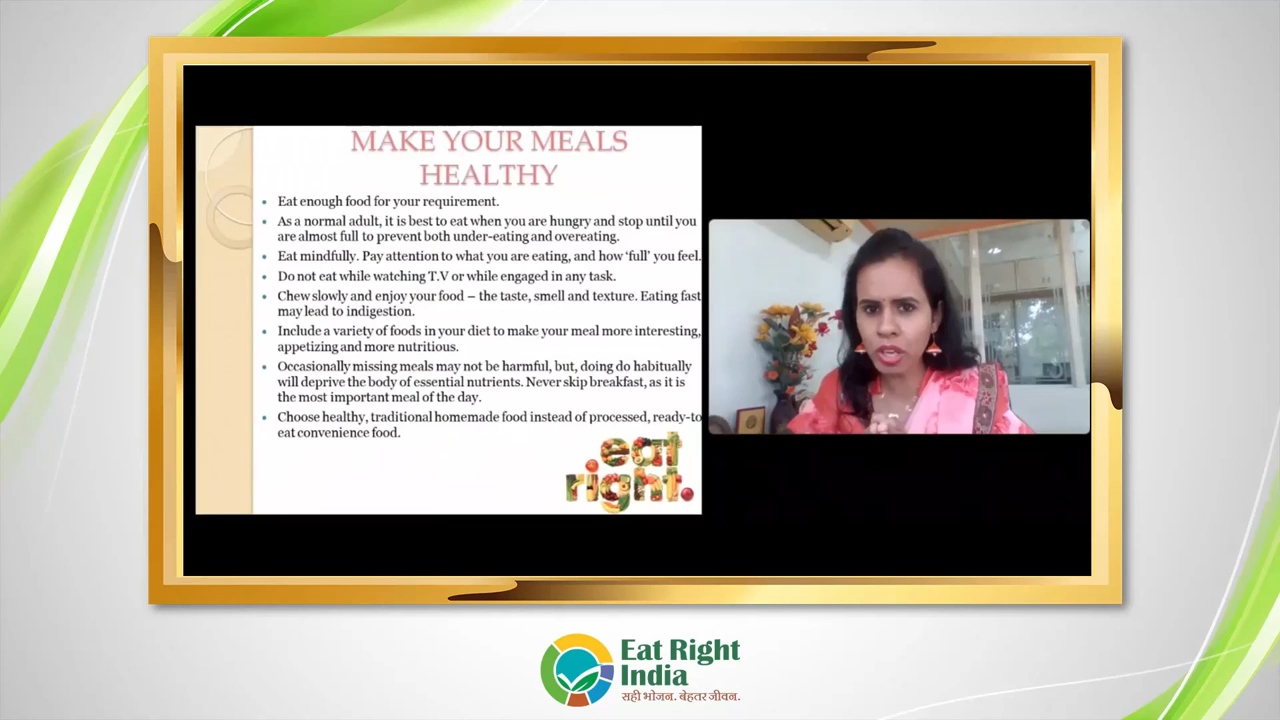 MAKE YOUR MEALS
HEALTHY
• Eat enough food for your requirement.
• As a normal adult, it is best to eat when you are hungry and stop until you
are almost full to prevent both under-eating and overeating.
• Eat mindfully. Pay attention to what you are eating, and how ‘full’ you feel.
• Do not eat while watching T.V or while engaged in any task.
• Chew slowly and enjoy your food – the taste, smell and texture. Eating fast
may lead to indigestion.
• Include a variety of foods in your diet to make your meal more interesting,
appetizing and more nutritious.
• Occasionally missing meals may not be harmful, but, doing do habitually
will deprive the body of essential nutrients. Never skip breakfast, as it is
the most important meal of the day.
• Choose healthy, traditional homemade food instead of processed, ready-to
eat convenience food.
eat
right.
Eat Right
India
सही भोजन. बेहतर जीवन.